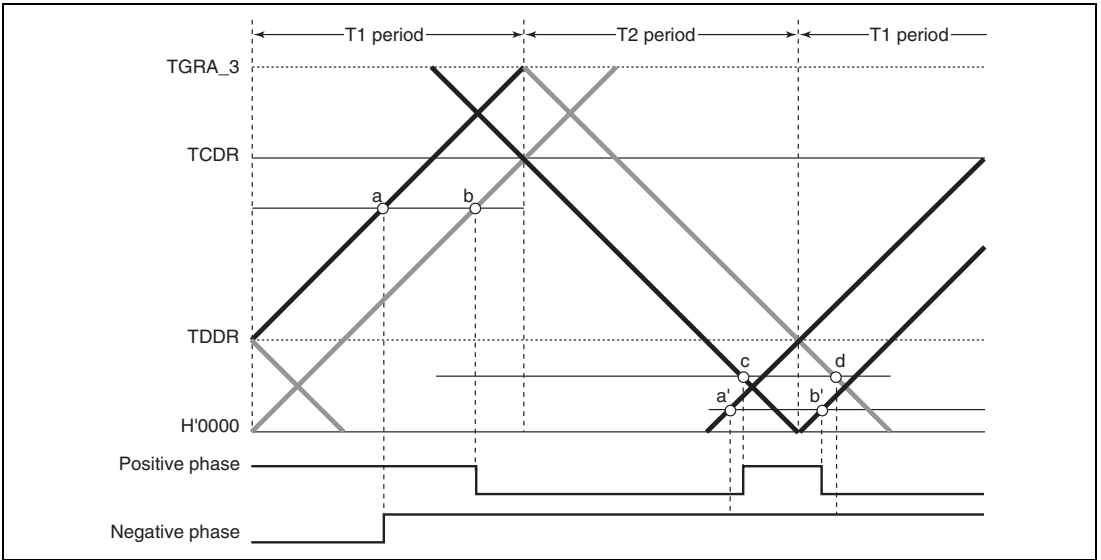 T1 period T2 period T1 period
TGRA_3
TCDR
a b
TDDR
c d
a' b'
H'0000
Positive phase
Negative phase